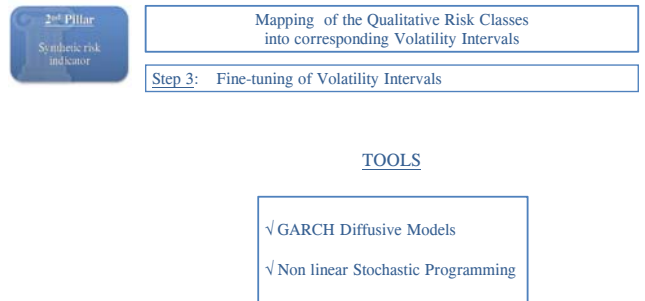 2nd Pillar
Synthetic risk
indicator
Mapping of the Qualitative Risk Classes
into corresponding Volatility Intervals
Step 3: Fine-tuning of Volatility Intervals
TOOLS
√ GARCH Diffusive Models
√ Non linear Stochastic Programming